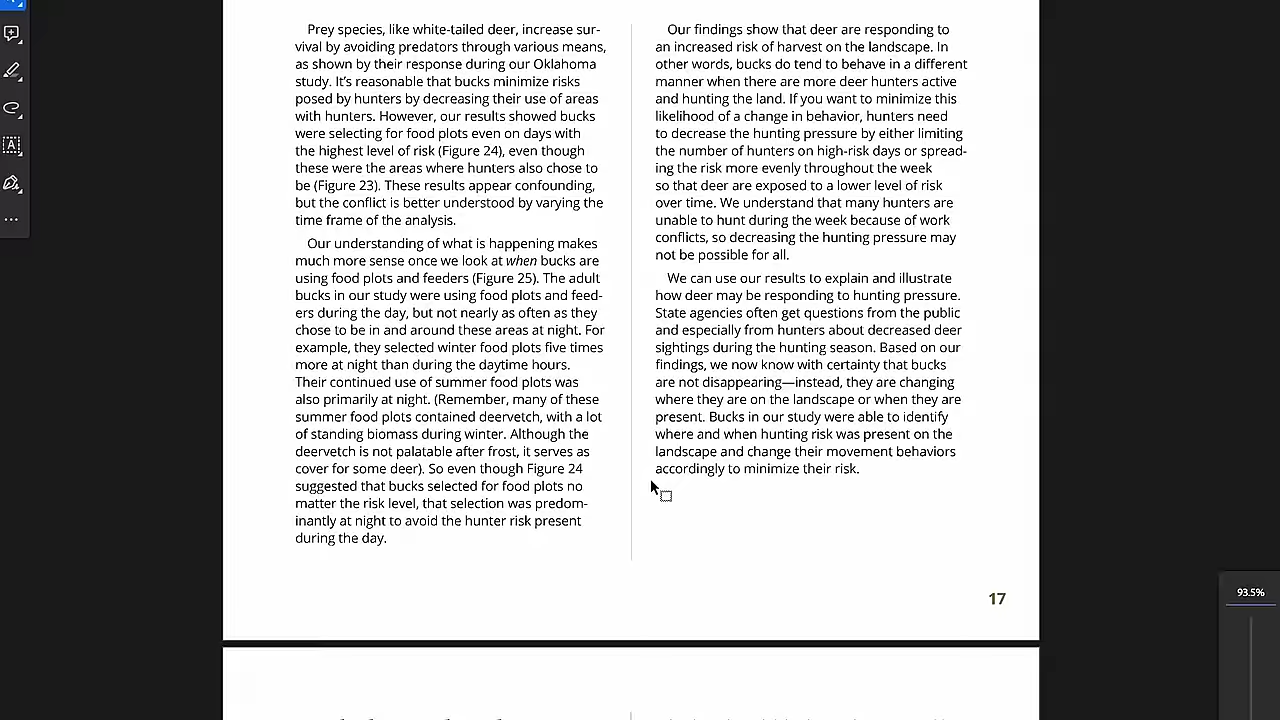 Prey species, like white-tailed deer, increase sur-
vival by avoiding predators through various means,
as shown by their response during our Oklahoma
study. It’s reasonable that bucks minimize risks
posed by hunters by decreasing their use of areas
with hunters. However, our results showed bucks
were selecting for food plots even on days with
the highest level of risk (Figure 24), even though
these were the areas where hunters also chose to
be (Figure 23). These results appear confounding,
but the conflict is better understood by varying the
time frame of the analysis.
Our understanding of what is happening makes
much more sense once we look at when bucks are
using food plots and feeders (Figure 25). The adult
bucks in our study were using food plots and feed-
ers during the day, but not nearly as often as they
chose to be in and around these areas at night. For
example, they selected winter food plots five times
more at night than during the daytime hours.
Their continued use of summer food plots was
also primarily at night. (Remember, many of these
summer food plots contained deervetch, with a lot
of standing biomass during winter. Although the
deervetch is not palatable after frost, it serves as
cover for some deer). So even though Figure 24
suggested that bucks selected for food plots no
matter the risk level, that selection was predom-
inantly at night to avoid the hunter risk present
during the day.
Our findings show that deer are responding to
an increased risk of harvest on the landscape. In
other words, bucks do tend to behave in a different
manner when there are more deer hunters active
and hunting the land. If you want to minimize this
likelihood of a change in behavior, hunters need
to decrease the hunting pressure by either limiting
the number of hunters on high-risk days or spread-
ing the risk more evenly throughout the week
so that deer are exposed to a lower level of risk
over time. We understand that many hunters are
unable to hunt during the week because of work
conflicts, so decreasing the hunting pressure may
not be possible for all.
We can use our results to explain and illustrate
how deer may be responding to hunting pressure.
State agencies often get questions from the public
and especially from hunters about decreased deer
sightings during the hunting season. Based on our
findings, we now know with certainty that bucks
are not disappearing—instead, they are changing
where they are on the landscape or when they are
present. Bucks in our study were able to identify
where and when hunting risk was present on the
landscape and change their movement behaviors
accordingly to minimize their risk.
17
93.5%